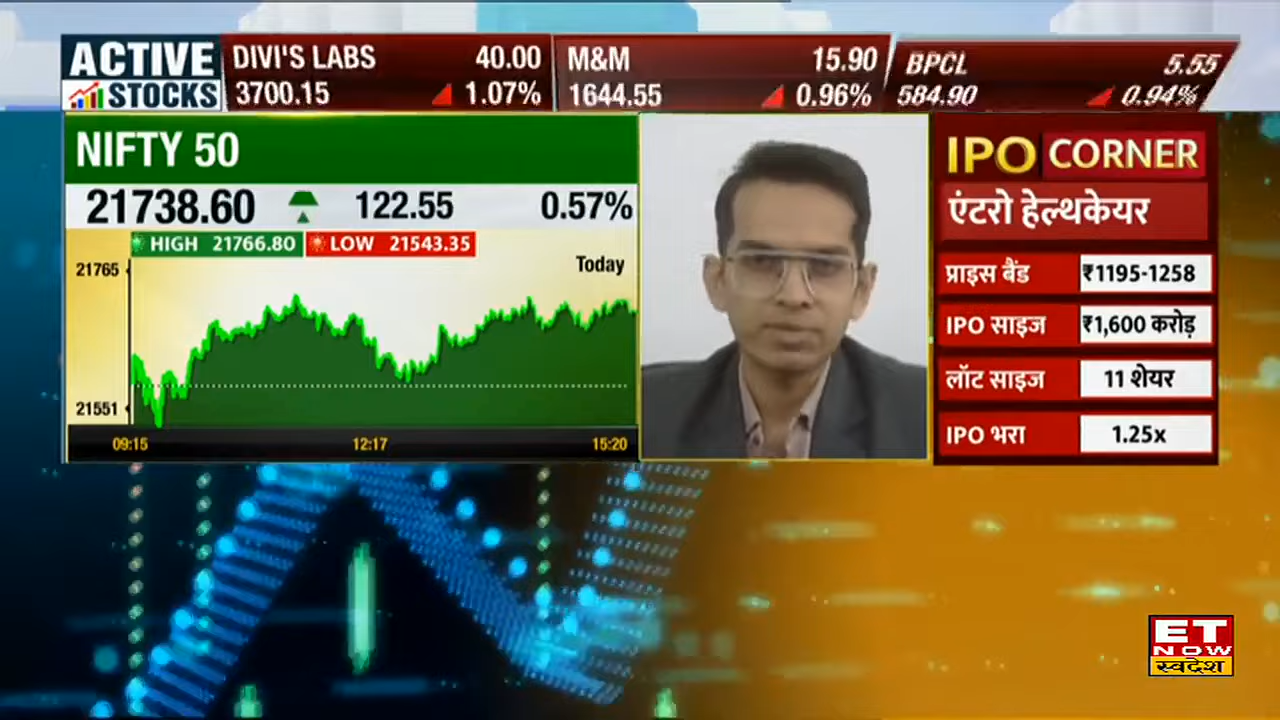 ACTIVE STOCKS
DIVI'S LABS 40.00
3700.15 1.07%
M&M 15.90
1644.55 0.96%
BPCL 5.55
584.90 0.94%
NIFTY 50
21738.60 122.55 0.57%
HIGH 21766.80 LOW 21543.35
21765
Today
21551
09:15 12:17 15:20
IPO CORNER
एंटरो हेल्थकेयर
प्राइस बैंड ₹1195-1258
IPO साइज ₹1,600 करोड़
लॉट साइज 11 शेयर
IPO भरा 1.25x
ET
NOW
स्वदेश